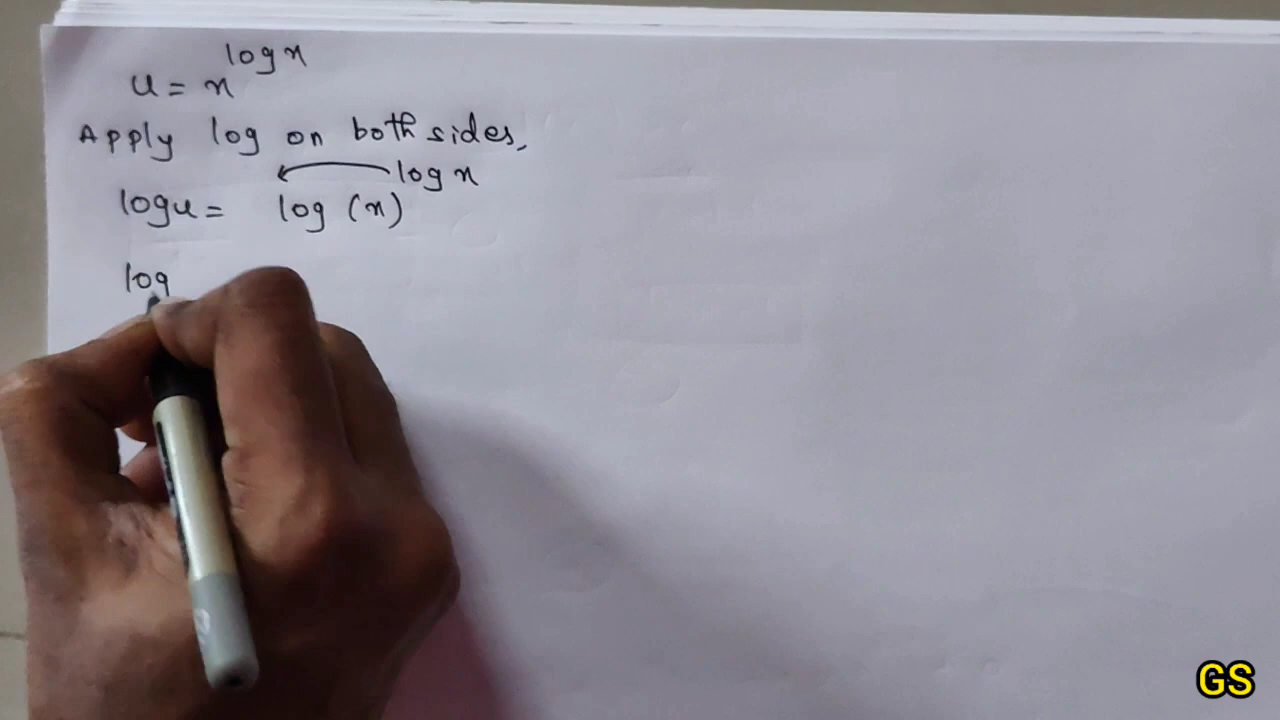 log x
u = x
Apply log on both sides,
log x
log u = log (x)
log
GS